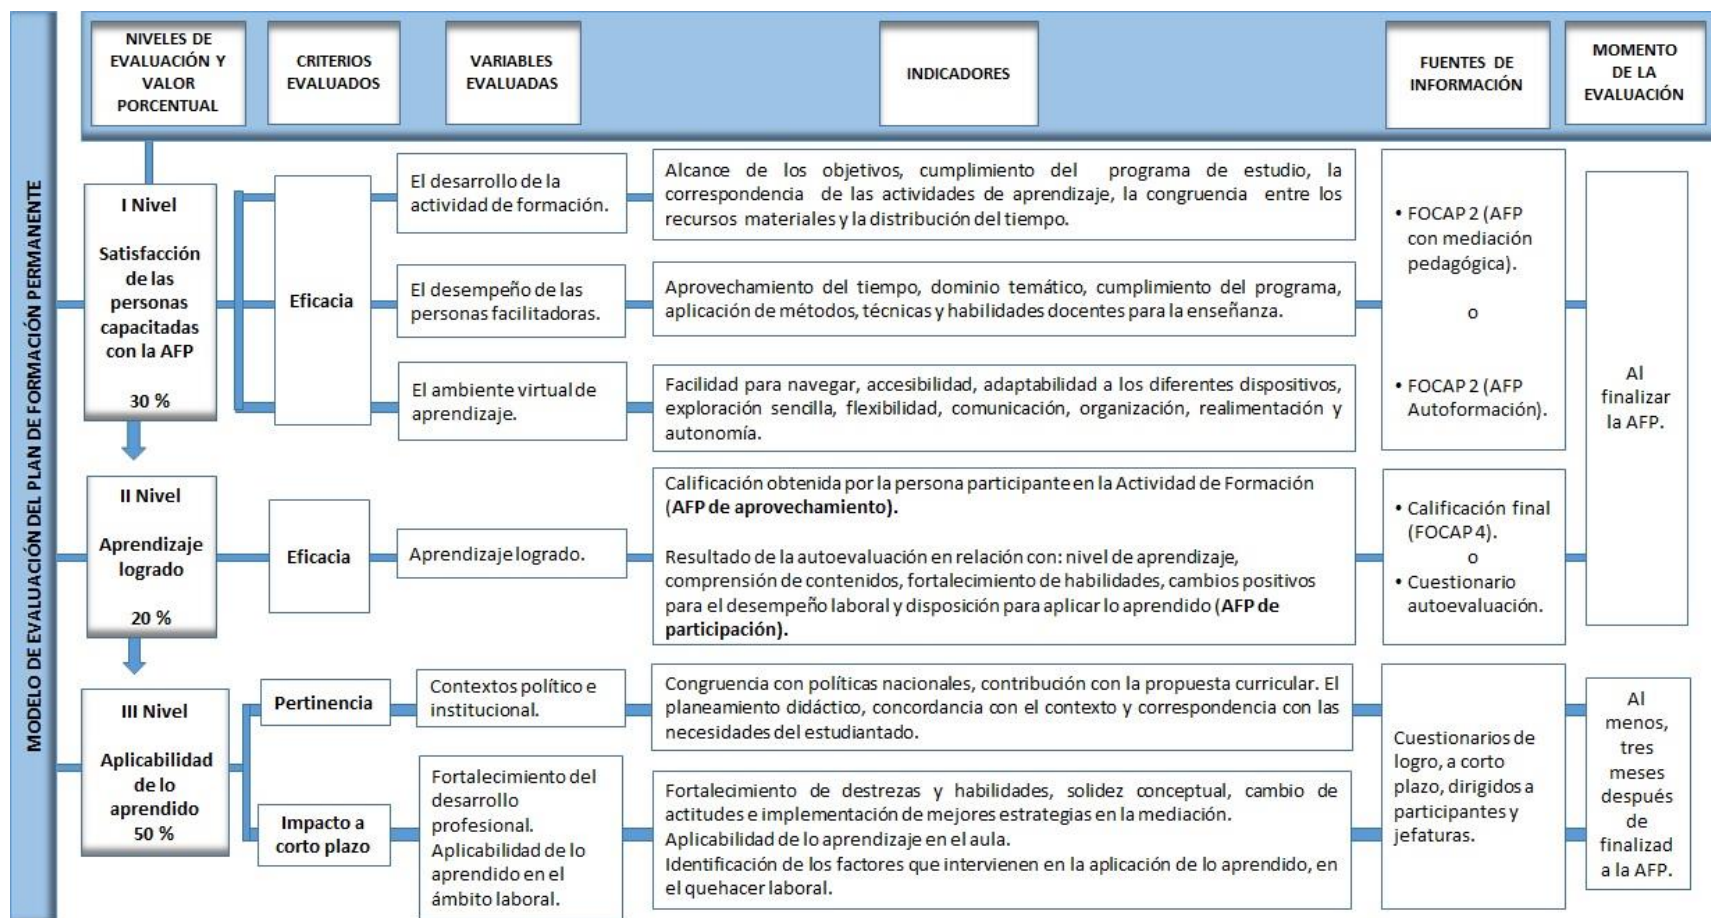 MODELO DE EVALUACIÓN DEL PLAN DE FORMACIÓN PERMANENTE
NIVELES DE
EVALUACIÓN Y
VALOR
PORCENTUAL
CRITERIOS
EVALUADOS
VARIABLES
EVALUADAS
INDICADORES
FUENTES DE
INFORMACIÓN
MOMENTO
DE LA
EVALUACIÓN
I Nivel
Satisfacción
de las
personas
capacitadas
con la AFP
30 %
Eficacia
El desarrollo de la
actividad de formación.
Alcance de los objetivos, cumplimiento del programa de estudio, la
correspondencia de las actividades de aprendizaje, la congruencia entre los
recursos materiales y la distribución del tiempo.
El desempeño de las
personas facilitadoras.
Aprovechamiento del tiempo, dominio temático, cumplimiento del programa,
aplicación de métodos, técnicas y habilidades docentes para la enseñanza.
El ambiente virtual de
aprendizaje.
Facilidad para navegar, accesibilidad, adaptabilidad a los diferentes dispositivos,
exploración sencilla, flexibilidad, comunicación, organización, realimentación y
autonomía.
• FOCAP 2 (AFP
con mediación
pedagógica).
o
• FOCAP 2 (AFP
Autoformación).
Al
finalizar
la AFP.
II Nivel
Aprendizaje
logrado
20 %
Eficacia
Aprendizaje logrado.
Calificación obtenida por la persona participante en la Actividad de Formación
(AFP de aprovechamiento).
Resultado de la autoevaluación en relación con: nivel de aprendizaje,
comprensión de contenidos, fortalecimiento de habilidades, cambios positivos
para el desempeño laboral y disposición para aplicar lo aprendido (AFP de
participación).
• Calificación final
(FOCAP 4).
o
• Cuestionario
autoevaluación.
III Nivel
Aplicabilidad
de lo
aprendido
50 %
Pertinencia
Contextos político e
institucional.
Congruencia con políticas nacionales, contribución con la propuesta curricular. El
planeamiento didáctico, concordancia con el contexto y correspondencia con las
necesidades del estudiantado.
Impacto a
corto plazo
Fortalecimiento del
desarrollo
profesional.
Aplicabilidad de lo
aprendido en el
ámbito laboral.
Fortalecimiento de destrezas y habilidades, solidez conceptual, cambio de
actitudes e implementación de mejores estrategias en la mediación.
Aplicabilidad de lo aprendizaje en el aula.
Identificación de los factores que intervienen en la aplicación de lo aprendido, en
el quehacer laboral.
Cuestionarios de
logro, a corto
plazo, dirigidos a
participantes y
jefaturas.
Al
menos,
tres
meses
después
de
finalizad
a la AFP.